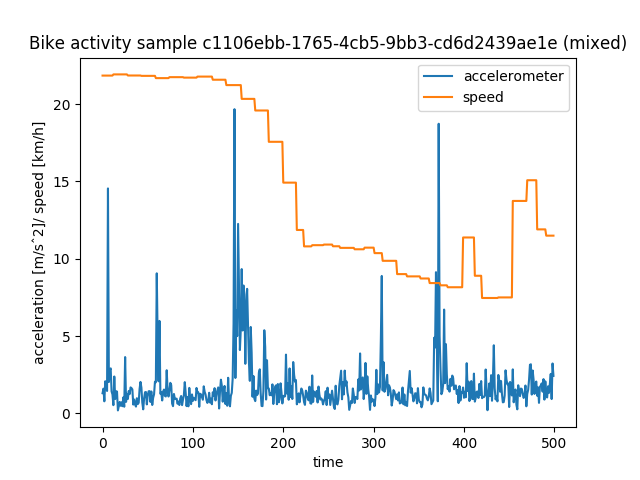 Bike activity sample c1106ebb-1765-4cb5-9bb3-cd6d2439ae1e (mixed)
accelerometer
speed
acceleration [m/s^2]/ speed [km/h]
20
15
10
5
0
0 100 200 300 400 500
time